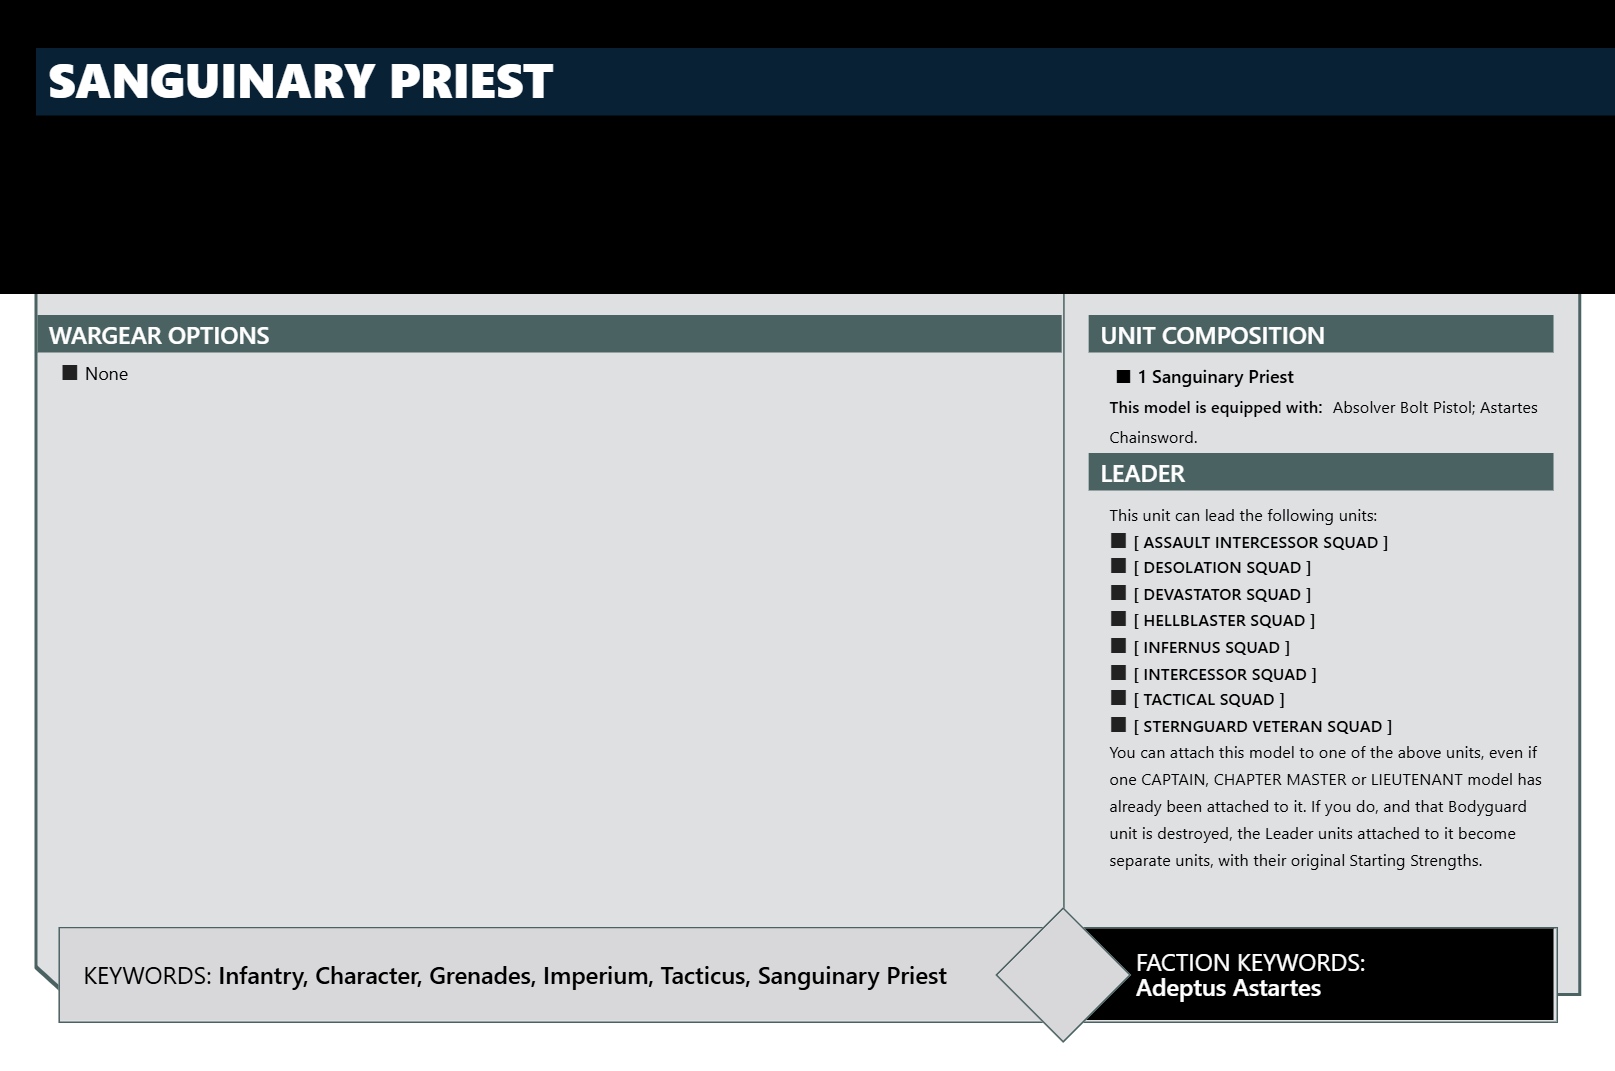 SANGUINARY PRIEST
WARGEAR OPTIONS
None
UNIT COMPOSITION
1 Sanguinary Priest
This model is equipped with: Absolver Bolt Pistol; Astartes
Chainsword.
LEADER
This unit can lead the following units:
[ ASSAULT INTERCESSOR SQUAD ]
[ DESOLATION SQUAD ]
[ DEVASTATOR SQUAD ]
[ HELLBLASTER SQUAD ]
[ INFERNUS SQUAD ]
[ INTERCESSOR SQUAD ]
[ TACTICAL SQUAD ]
[ STERNGUARD VETERAN SQUAD ]
You can attach this model to one of the above units, even if
one CAPTAIN, CHAPTER MASTER or LIEUTENANT model has
already been attached to it. If you do, and that Bodyguard
unit is destroyed, the Leader units attached to it become
separate units, with their original Starting Strengths.
KEYWORDS: Infantry, Character, Grenades, Imperium, Tacticus, Sanguinary Priest
FACTION KEYWORDS:
Adeptus Astartes